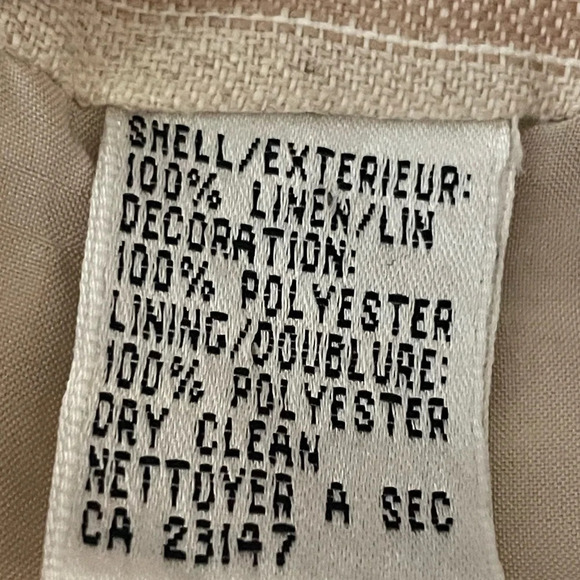 SHELL/EXTERIEUR:
100% LINEN/LIN
DECORATION:
100% POLYESTER
LINING/DOUBLURE:
100% POLYESTER
DRY CLEAN
NETTOYER A SEC
CA 23147